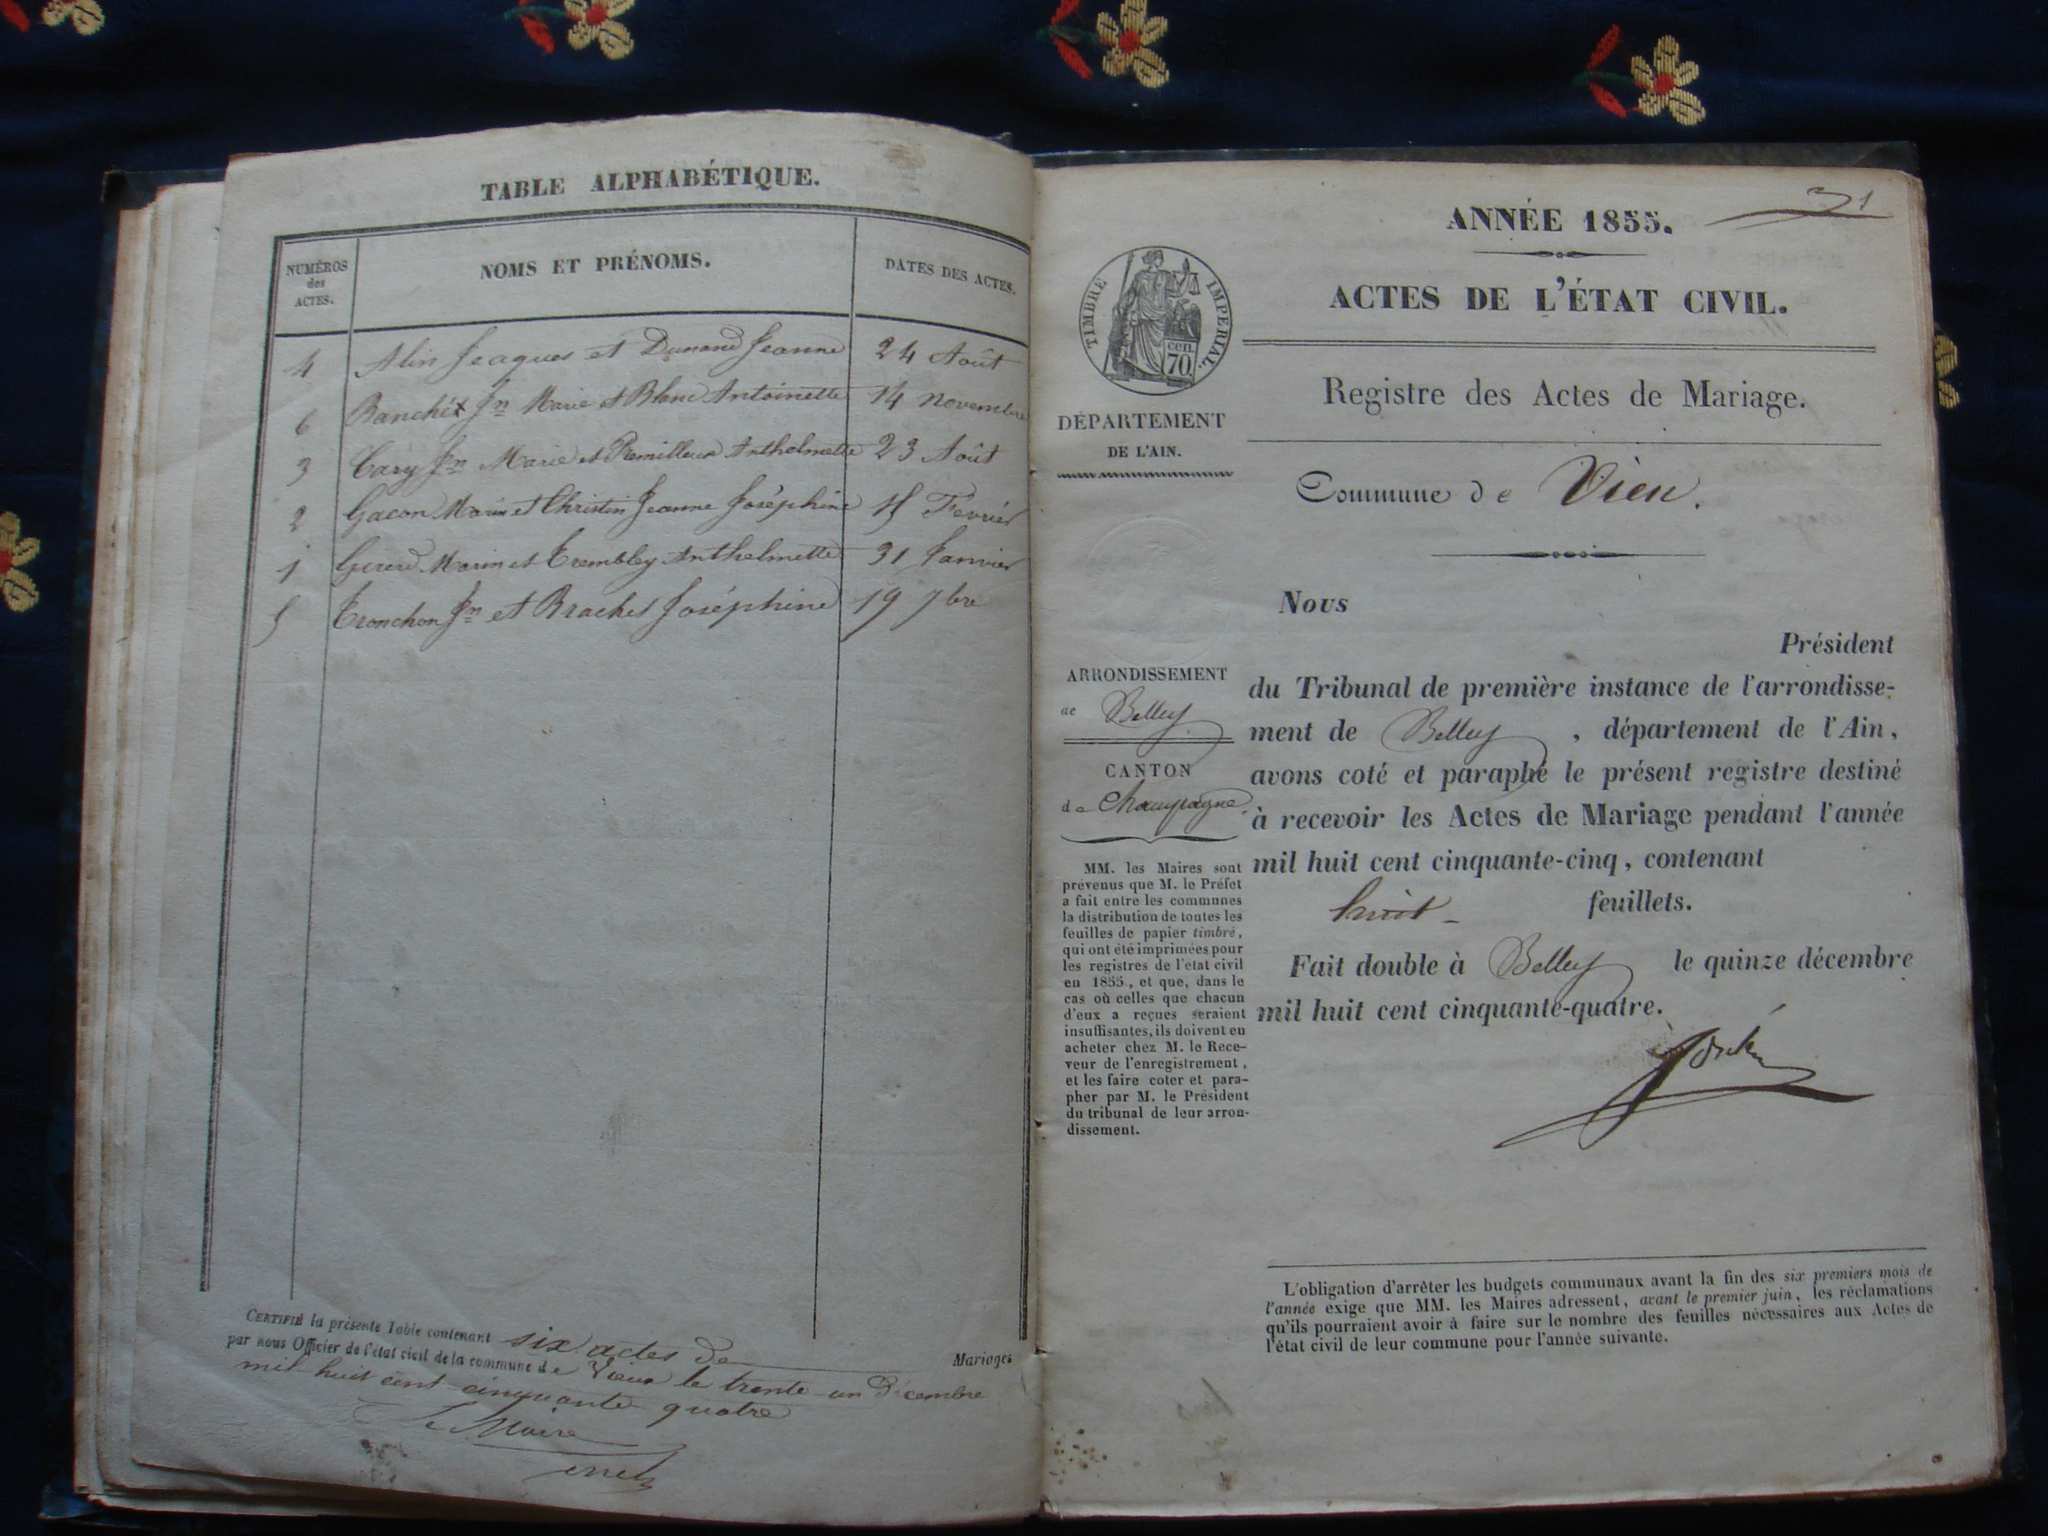 TABLE ALPHABÉTIQUE.
NUMÉROS
des
ACTES.
NOMS ET PRÉNOMS.
DATES DES ACTES.
4 Alin Jeaques et Dunand Jeanne 24 Août
6 Banchet Jn Marie et Blanc Antoinette 14 novembre
3 Cary Jn Marie et Remilleux Anthelmette 23 Août
2 Gacon Marin et Christin Jeanne Joséphine 15 Fevrier
1 Girerd Marin et Trembley Anthelmette 31 Janvier
5 Tronchon Jn et Brachet Joséphine 19 7bre
CERTIFIÉ la présente Table contenant six actes de Mariages
par nous Officier de l'état civil de la commune de Vieu le trente-un Décembre
mil huit cent cinquante quatre
Le Maire
31
ANNÉE 1855.
ACTES DE L'ÉTAT CIVIL.
TIMBRE IMPÉRIAL.
cen.
70.
Registre des Actes de Mariage.
DÉPARTEMENT
DE L'AIN.
Commune de Vieu.
Nous
Président
du Tribunal de première instance de l'arrondisse-
ment de Belley, département de l'Ain,
avons coté et paraphé le présent registre destiné
à recevoir les Actes de Mariage pendant l'année
mil huit cent cinquante-cinq, contenant
huit feuillets.
Fait double à Belley le quinze décembre
mil huit cent cinquante-quatre.
ARRONDISSEMENT
de Belley
CANTON
de Champagne
MM. les Maires sont
prévenus que M. le Préfet
a fait entre les communes
la distribution de toutes les
feuilles de papier timbré,
qui ont été imprimées pour
les registres de l'état civil
en 1855, et que, dans le
cas où celles que chacun
d'eux a reçues seraient
insuffisantes, ils doivent en
acheter chez M. le Rece-
veur de l'enregistrement,
et les faire coter et para-
pher par M. le Président
du tribunal de leur arron-
dissement.
L'obligation d'arrêter les budgets communaux avant la fin des six premiers mois de
l'année exige que MM. les Maires adressent, avant le premier juin, les réclamations
qu'ils pourraient avoir à faire sur le nombre des feuilles nécessaires aux Actes de
l'état civil de leur commune pour l'année suivante.